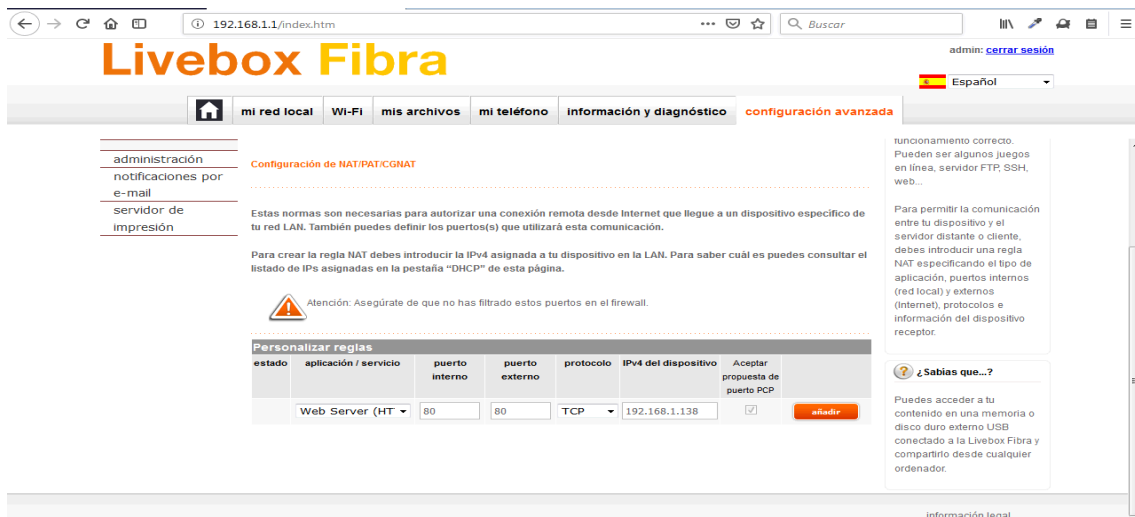 192.168.1.1/index.htm
Buscar
Livebox Fibra
admin: cerrar sesión
Español
mi red local
Wi-Fi
mis archivos
mi teléfono
información y diagnóstico
configuración avanzada
administración
notificaciones por
e-mail
servidor de
impresión
Configuración de NAT/PAT/CGNAT
Estas normas son necesarias para autorizar una conexión remota desde Internet que llegue a un dispositivo específico de
tu red LAN. También puedes definir los puertos(s) que utilizará esta comunicación.
Para crear la regla NAT debes introducir la IPv4 asignada a tu dispositivo en la LAN. Para saber cuál es puedes consultar el
listado de IPs asignadas en la pestaña “DHCP” de esta página.
Atención: Asegúrate de que no has filtrado estos puertos en el firewall.
Personalizar reglas
estado
aplicación / servicio
puerto
interno
puerto
externo
protocolo
IPv4 del dispositivo
Aceptar
propuesta de
puerto PCP
Web Server (HT
80
80
TCP
192.168.1.138
añadir
funcionamiento correcto.
Pueden ser algunos juegos
en línea, servidor FTP, SSH,
web...
Para permitir la comunicación
entre tu dispositivo y el
servidor distante o cliente,
debes introducir una regla
NAT especificando el tipo de
aplicación, puertos internos
(red local) y externos
(Internet), protocolos e
información del dispositivo
receptor.
¿Sabias que...?
Puedes acceder a tu
contenido en una memoria o
disco duro externo USB
conectado a la Livebox Fibra y
compartirlo desde cualquier
ordenador.
información legal